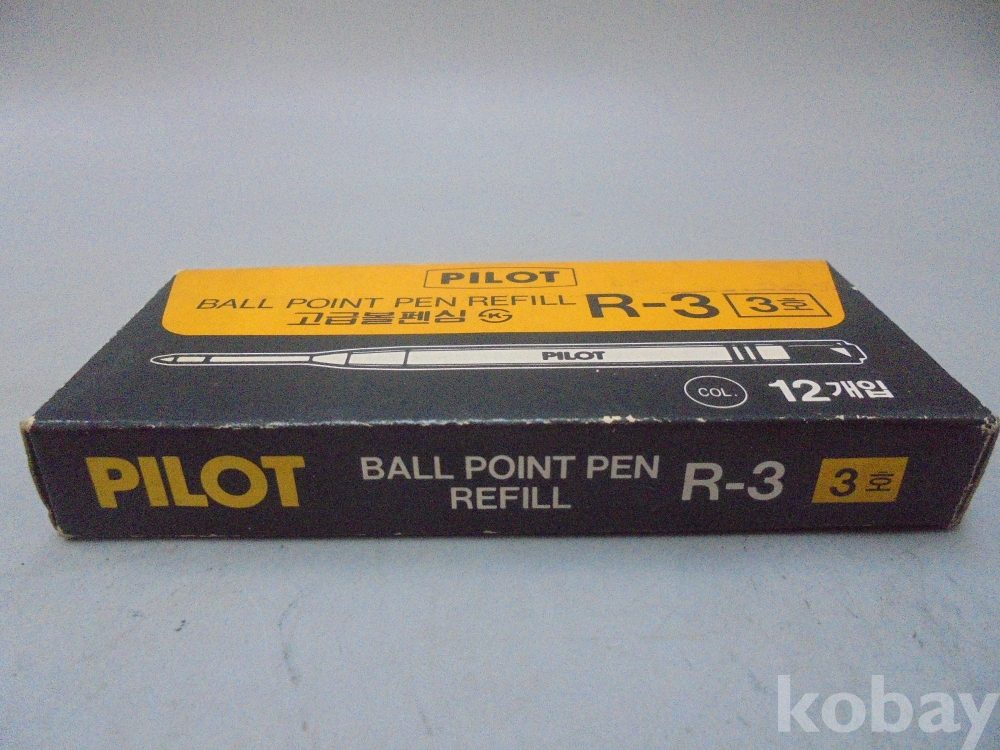 PILOT
BALL POINT PEN REFILL R-3 3호
고급볼펜심
PILOT
COL. 12개입
PILOT BALL POINT PEN REFILL R-3 3호
kobay